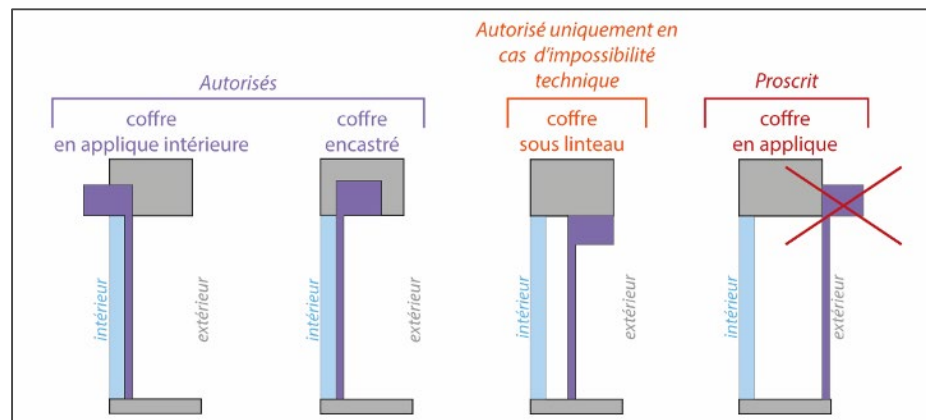 Autorisé uniquement en
cas d'impossibilité
technique
Autorisés
Proscrit
coffre
en applique intérieure
coffre
encastré
coffre
sous linteau
coffre
en applique
intérieur
extérieur
intérieur
extérieur
intérieur
extérieur
intérieur
extérieur